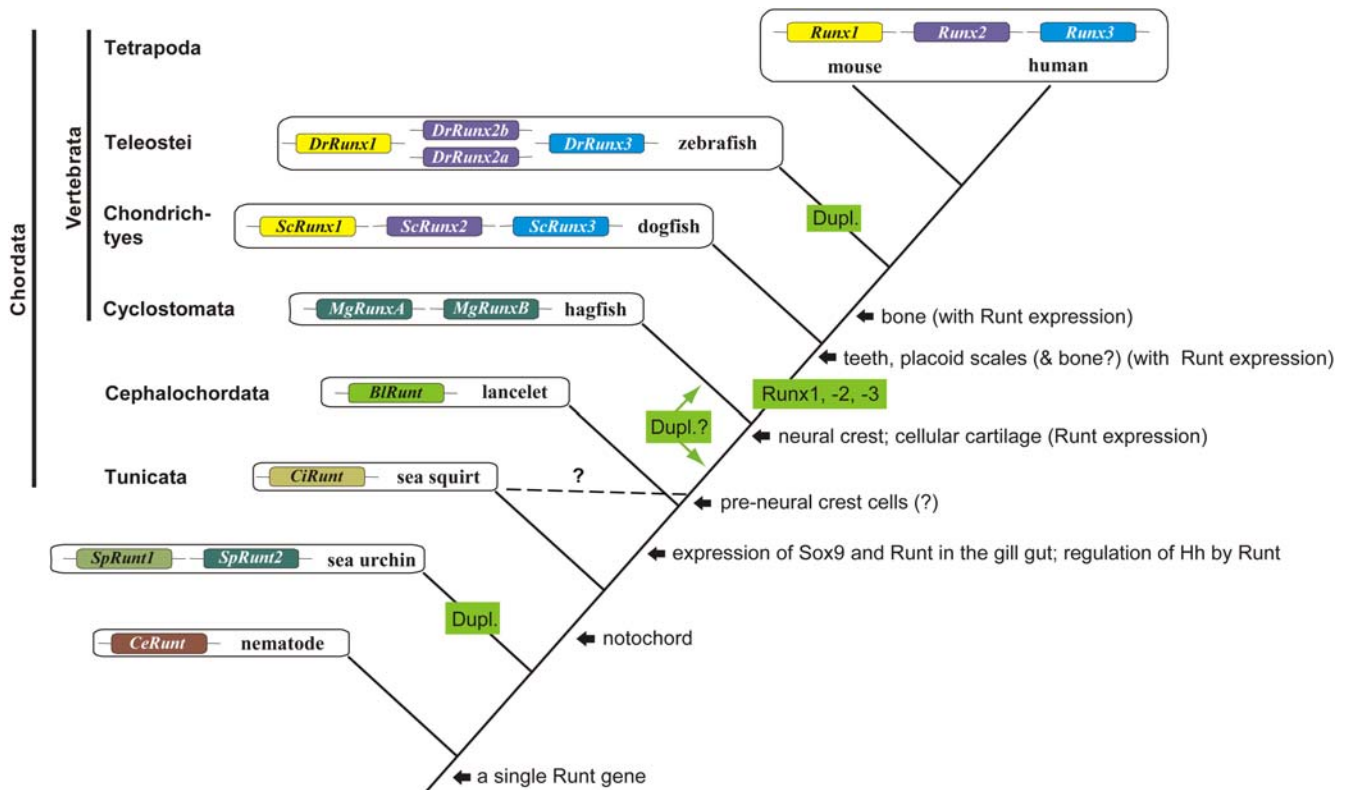 Runx1 Runx2 Runx3
mouse human
Tetrapoda
Teleostei
DrRunx1 DrRunx2b DrRunx3 zebrafish
DrRunx2a
Dupl.
Chondrich-
tyes
ScRunx1 ScRunx2 ScRunx3 dogfish
Cyclostomata
MgRunxA MgRunxB hagfish
bone (with Runt expression)
teeth, placoid scales (& bone?) (with Runt expression)
Runx1, -2, -3
Cephalochordata
BlRunt lancelet
Dupl.?
neural crest; cellular cartilage (Runt expression)
Tunicata
CiRunt sea squirt
?
pre-neural crest cells (?)
SpRunt1 SpRunt2 sea urchin
expression of Sox9 and Runt in the gill gut; regulation of Hh by Runt
Dupl.
CeRunt nematode
notochord
a single Runt gene
Vertebrata
Chordata